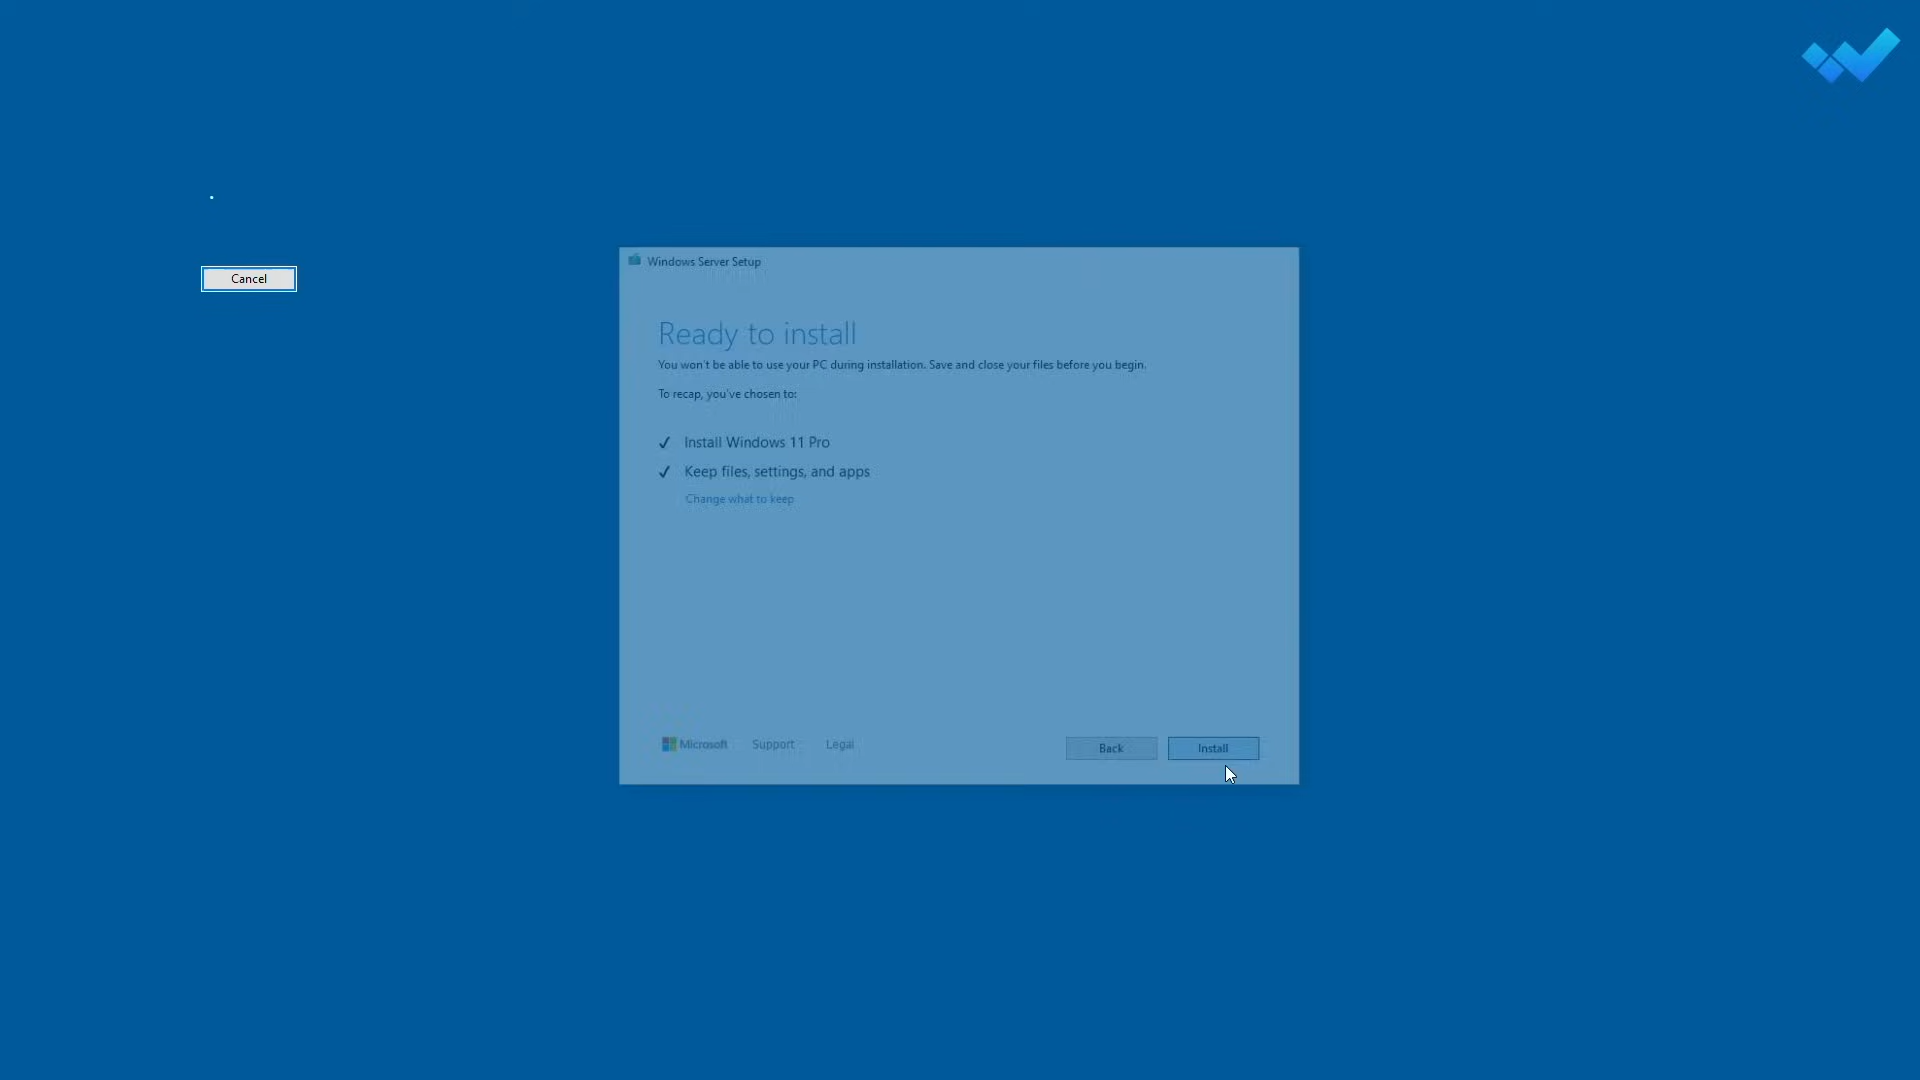 Cancel
Windows Server Setup
Ready to install
You won't be able to use your PC during installation. Save and close your files before you begin.
To recap, you've chosen to:
✓ Install Windows 11 Pro
✓ Keep files, settings, and apps
Change what to keep
Microsoft Support Legal
Back Install